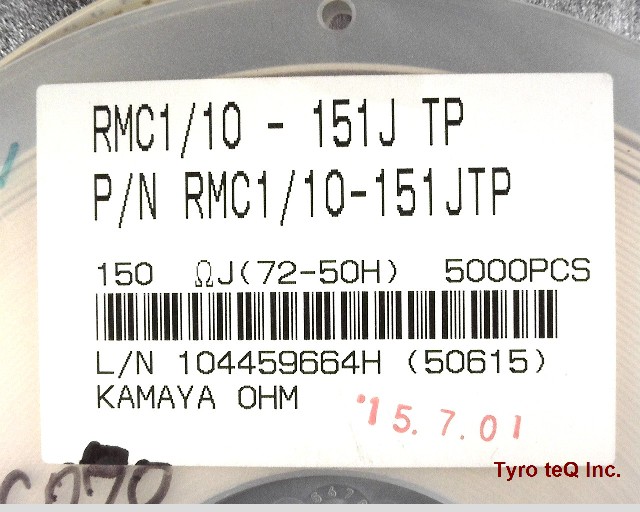 RMC1/10 - 151J TP
P/N RMC1/10-151JTP
150 ΩJ(72-50H) 5000PCS
L/N 104459664H (50615)
KAMAYA OHM
'15.7.01
Tyro teQ Inc.